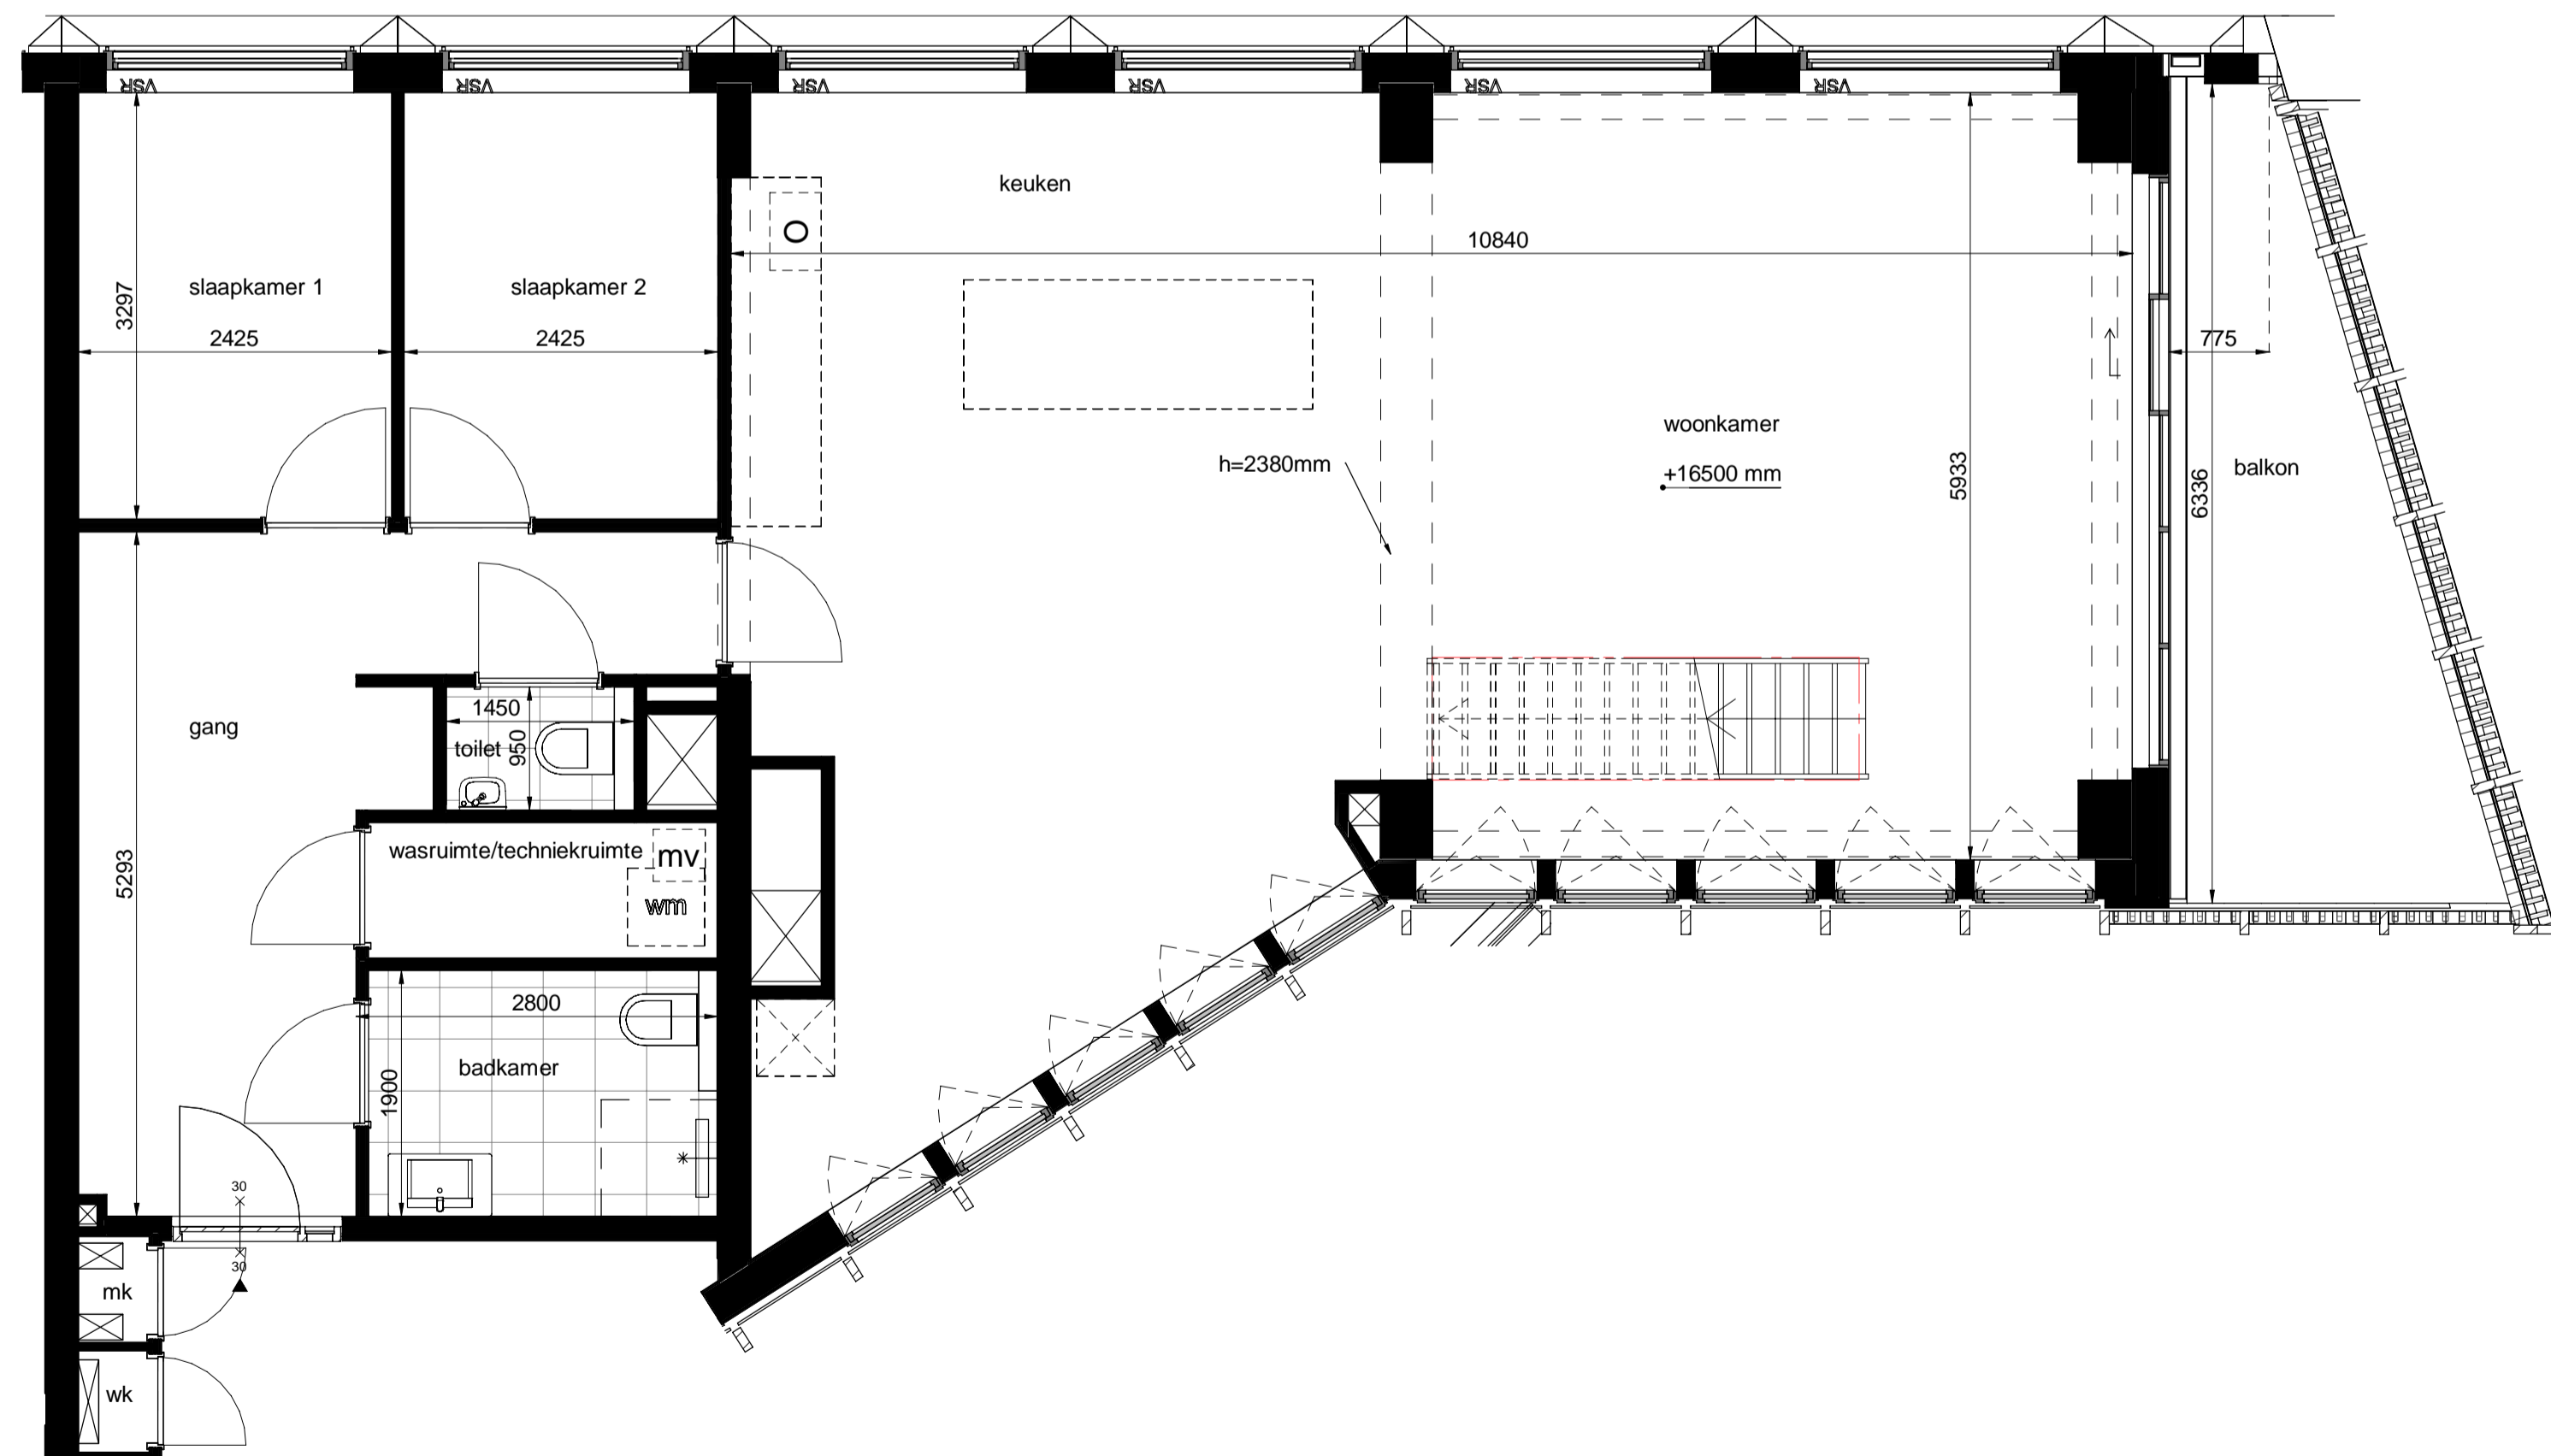 VSR VSR VSR VSR VSR VSR
keuken
O
10840
slaapkamer 1
slaapkamer 2
3297
2425
2425
775
woonkamer
h=2380mm
+16500 mm
5933
6336
balkon
gang
1450
toilet
950
wasruimte/techniekruimte
mv
wm
5293
2800
badkamer
1900
30
30
mk
wk